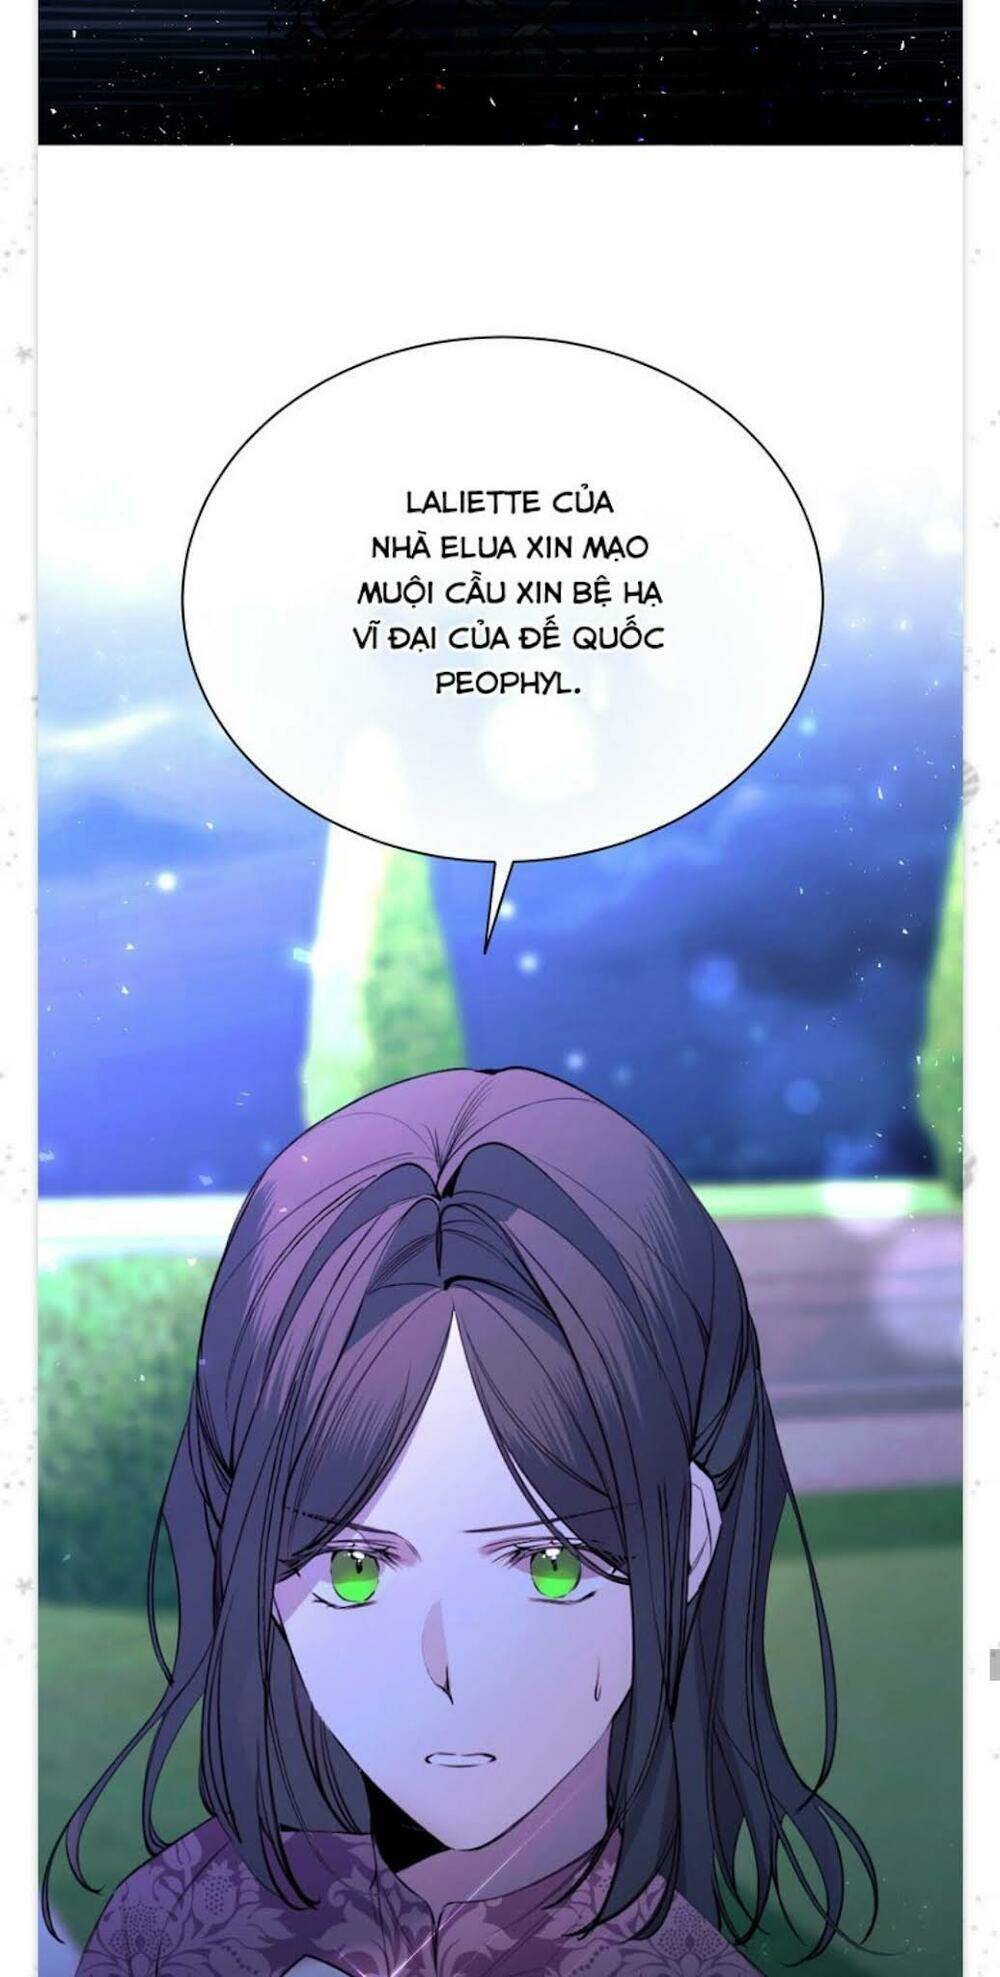 LALIETTE CỦA
NHÀ ELUA XIN MẠO
MUỘI CẦU XIN BỆ HẠ
VĨ ĐẠI CỦA ĐẾ QUỐC
PEOPHYL.